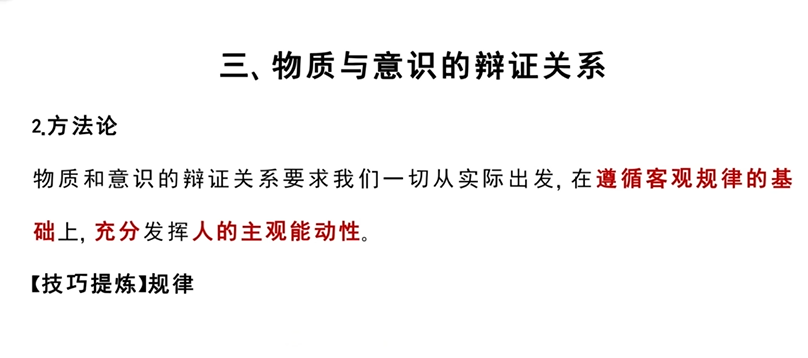 三、物质与意识的辩证关系
2.方法论
物质和意识的辩证关系要求我们一切从实际出发,在遵循客观规律的基
础上,充分发挥人的主观能动性。
【技巧提炼】规律